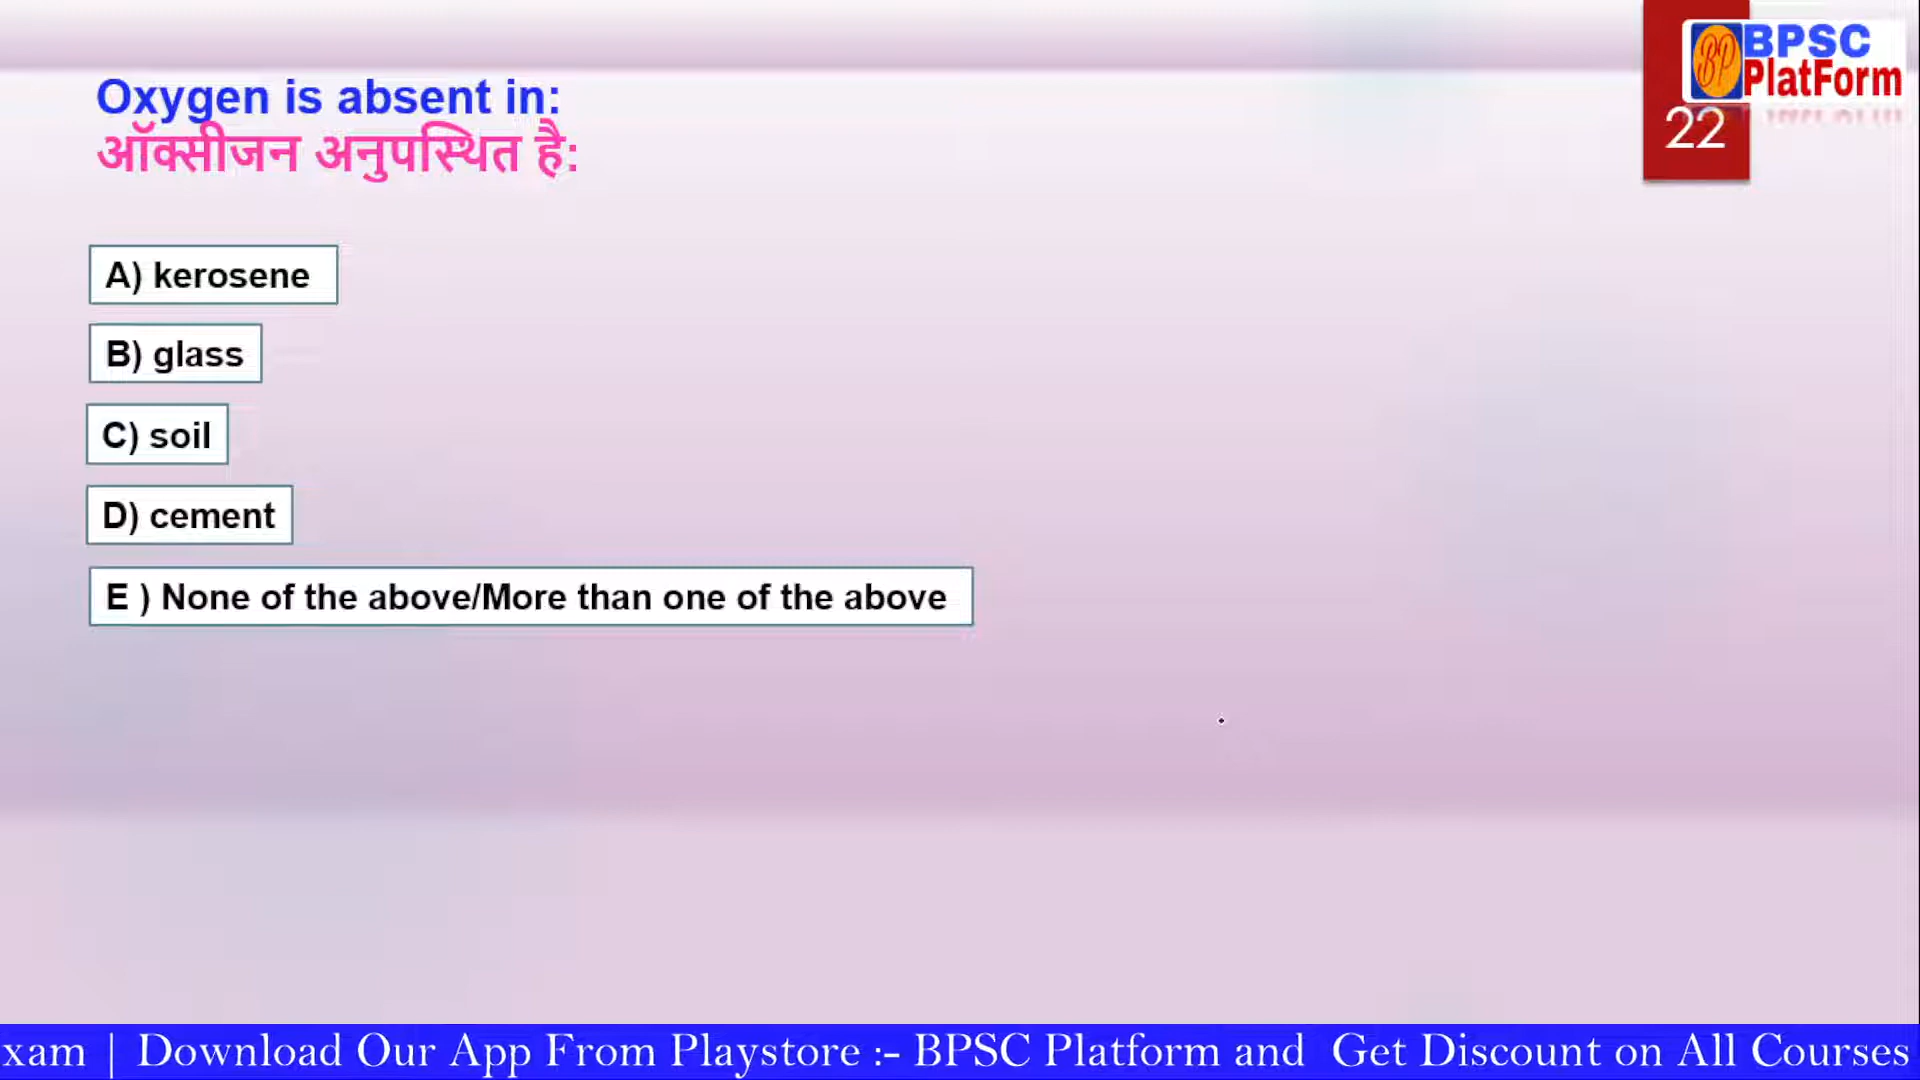 BPSC
PlatForm
22
Oxygen is absent in:
ऑक्सीजन अनुपस्थित है:
A) kerosene
B) glass
C) soil
D) cement
E ) None of the above/More than one of the above
xam | Download Our App From Playstore :- BPSC Platform and Get Discount on All Courses